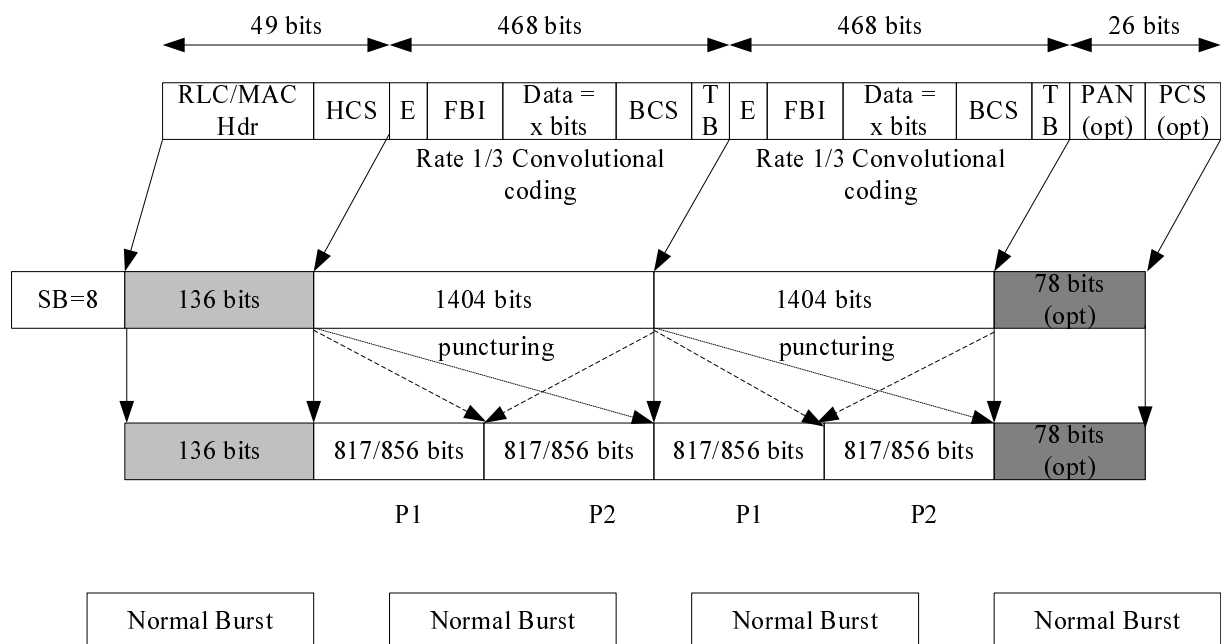 49 bits 468 bits 468 bits 26 bits
RLC/MAC Hdr HCS E FBI Data = x bits BCS T B E FBI Data = x bits BCS T B PAN (opt) PCS (opt)
Rate 1/3 Convolutional coding Rate 1/3 Convolutional coding
SB=8 136 bits 1404 bits 1404 bits 78 bits (opt)
puncturing puncturing
136 bits 817/856 bits 817/856 bits 817/856 bits 817/856 bits 78 bits (opt)
P1 P2 P1 P2
Normal Burst Normal Burst Normal Burst Normal Burst